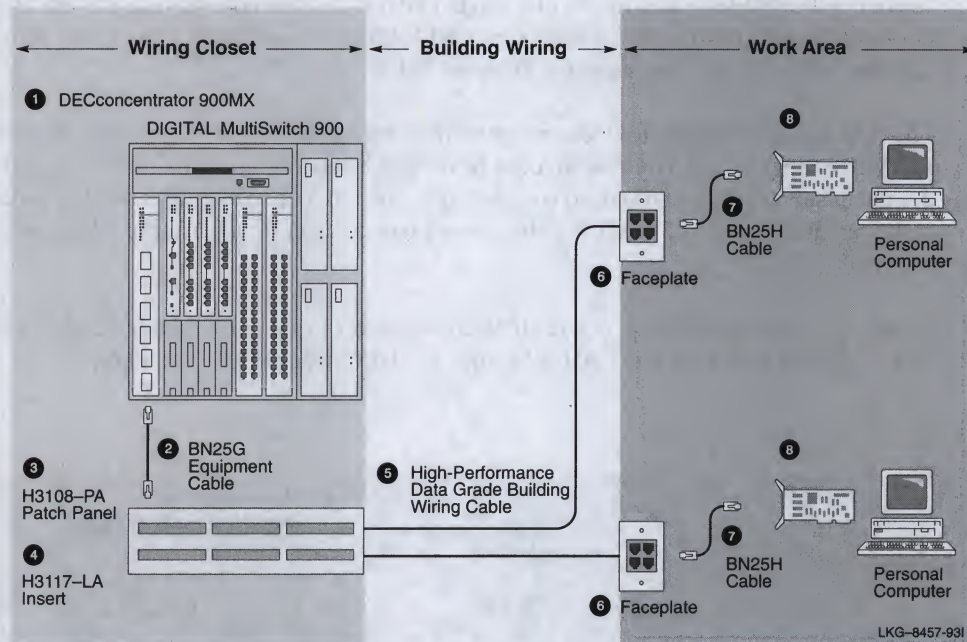 Wiring Closet
Building Wiring
Work Area
1 DECconcentrator 900MX
DIGITAL MultiSwitch 900
2 BN25G
Equipment
Cable
3
H3108–PA
Patch Panel
4
H3117–LA
Insert
5 High-Performance
Data Grade Building
Wiring Cable
6 Faceplate
7
BN25H
Cable
8
Personal
Computer
6 Faceplate
7
BN25H
Cable
8
Personal
Computer
LKG–8457–93I